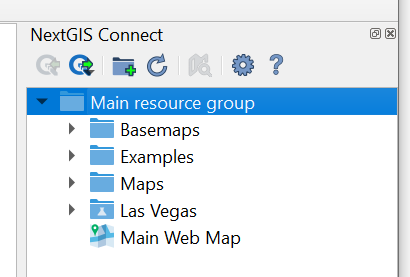 NextGIS Connect
Main resource group
Basemaps
Examples
Maps
Las Vegas
Main Web Map